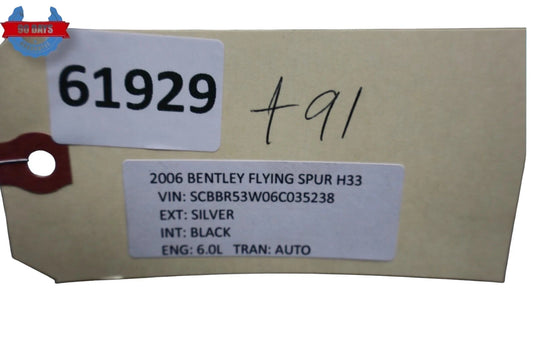 90 DAYS
61929
+91
2006 BENTLEY FLYING SPUR H33
VIN: SCBBR53W06C035238
EXT: SILVER
INT: BLACK
ENG: 6.0L TRAN: AUTO